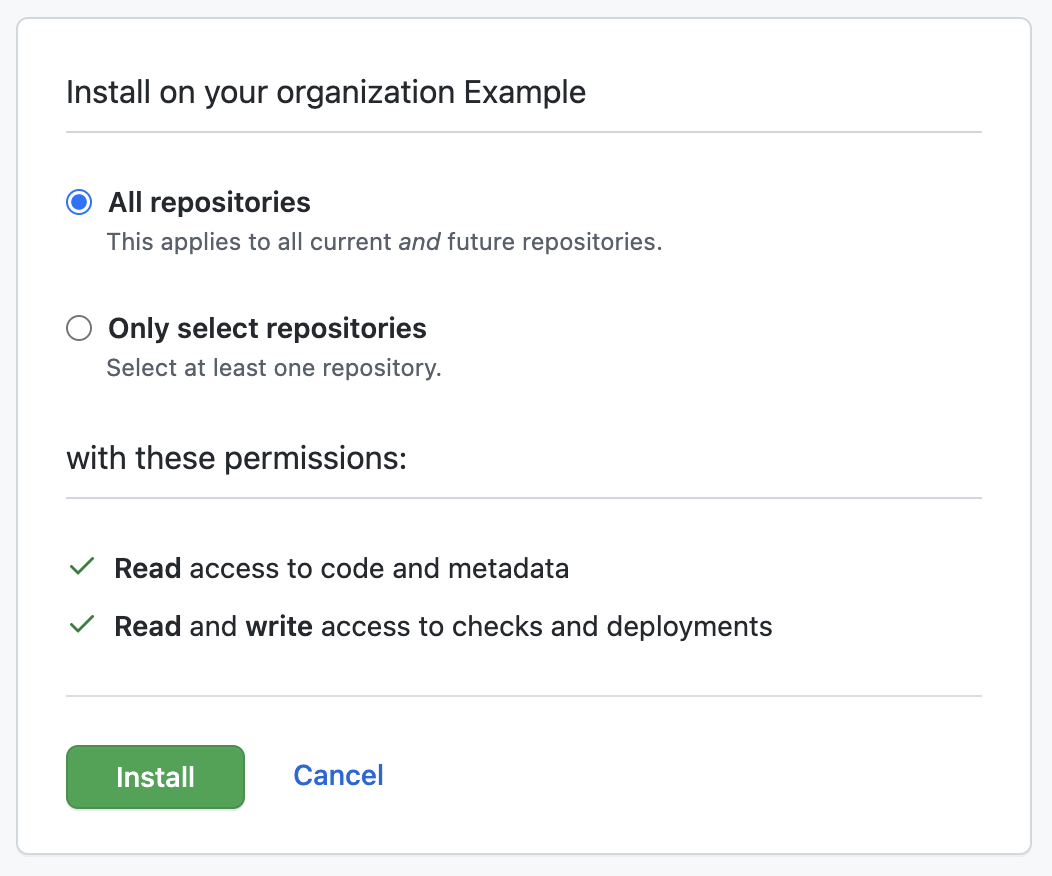 Install on your organization Example
All repositories
This applies to all current and future repositories.
Only select repositories
Select at least one repository.
with these permissions:
Read access to code and metadata
Read and write access to checks and deployments
Install
Cancel